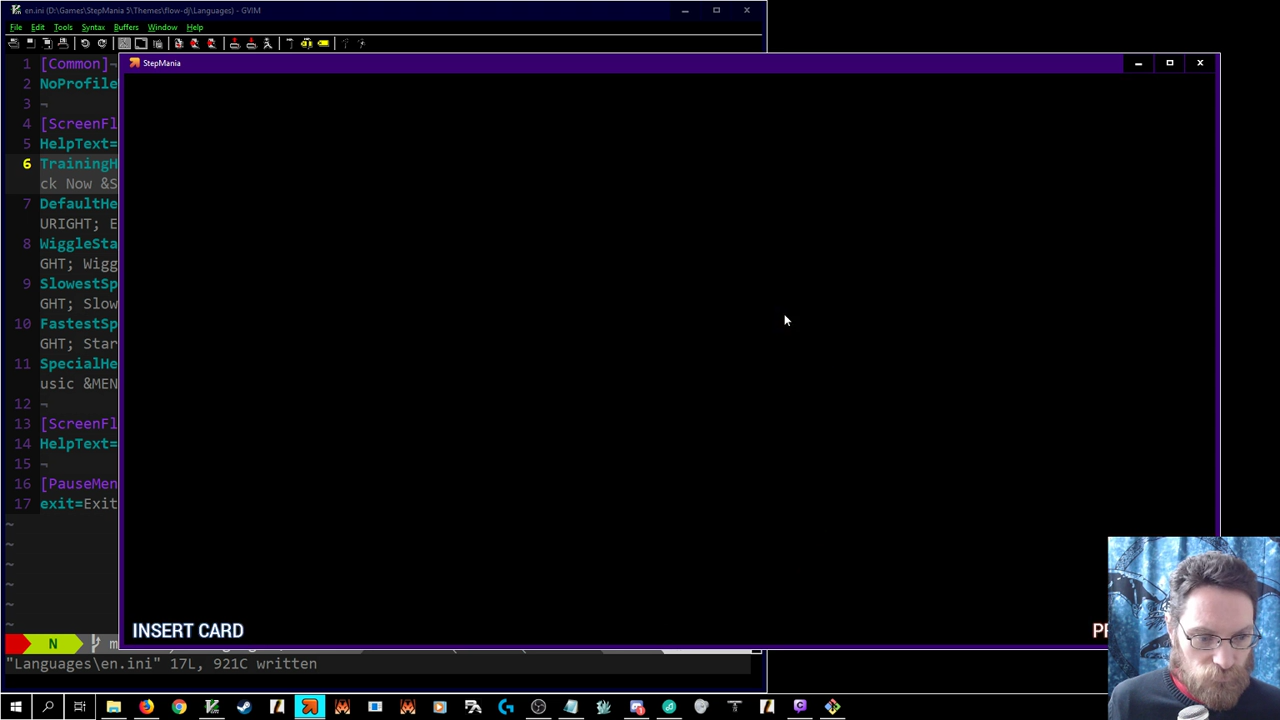 en.ini (D:\Games\StepMania 5\Themes\flow-dj\Languages) - GVIM
File Edit Tools Syntax Buffers Window Help
StepMania
1 [Common]¬
2 NoProfile
3 ¬
4 [ScreenFl
5 HelpText=
6 TrainingH
ck Now &S
7 DefaultHe
URIGHT; E
8 WiggleSta
GHT; Wigg
9 SlowestSp
GHT; Slow
10 FastestSp
GHT; Star
11 SpecialHe
usic &MEN
12 ¬
13 [ScreenFl
14 HelpText=
15 ¬
16 [PauseMen
17 exit=Exit
~
~
~
~
~
~
INSERT CARD
N
"Languages\en.ini" 17L, 921C written